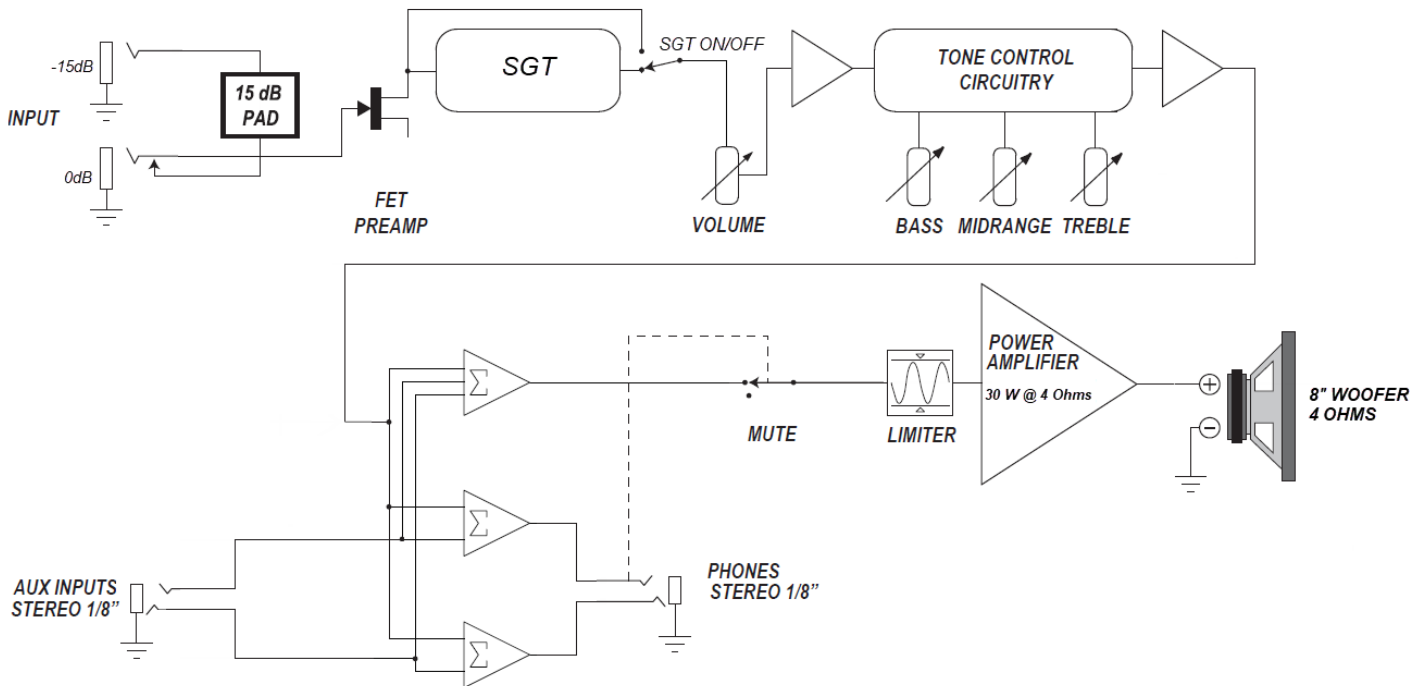 -15dB
INPUT
0dB
15 dB
PAD
FET
PREAMP
SGT
SGT ON/OFF
VOLUME
TONE CONTROL
CIRCUITRY
BASS
MIDRANGE
TREBLE
Σ
MUTE
LIMITER
POWER
AMPLIFIER
30 W @ 4 Ohms
+
−
8" WOOFER
4 OHMS
Σ
AUX INPUTS
STEREO 1/8”
PHONES
STEREO 1/8”
Σ